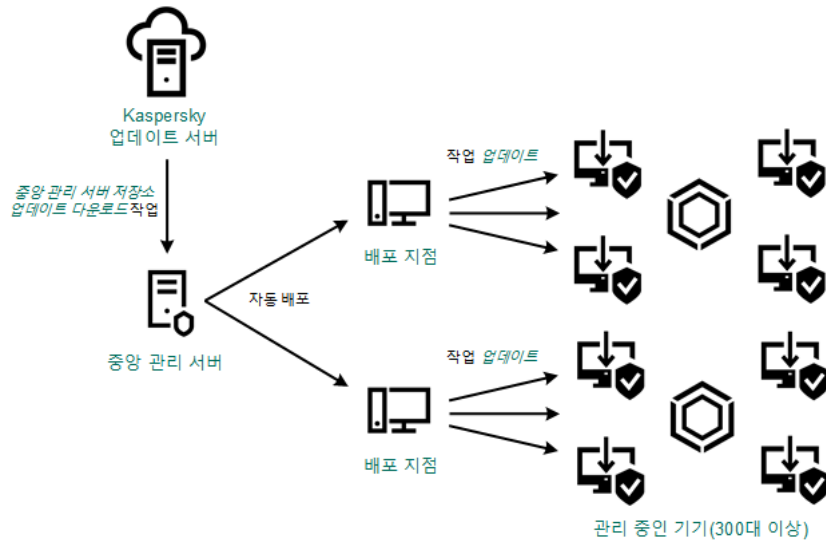 Kaspersky
업데이트 서버
중앙 관리 서버 저장소
업데이트 다운로드작업
작업 업데이트
배포 지점
자동 배포
중앙 관리 서버
작업 업데이트
배포 지점
관리 중인 기기(300대 이상)